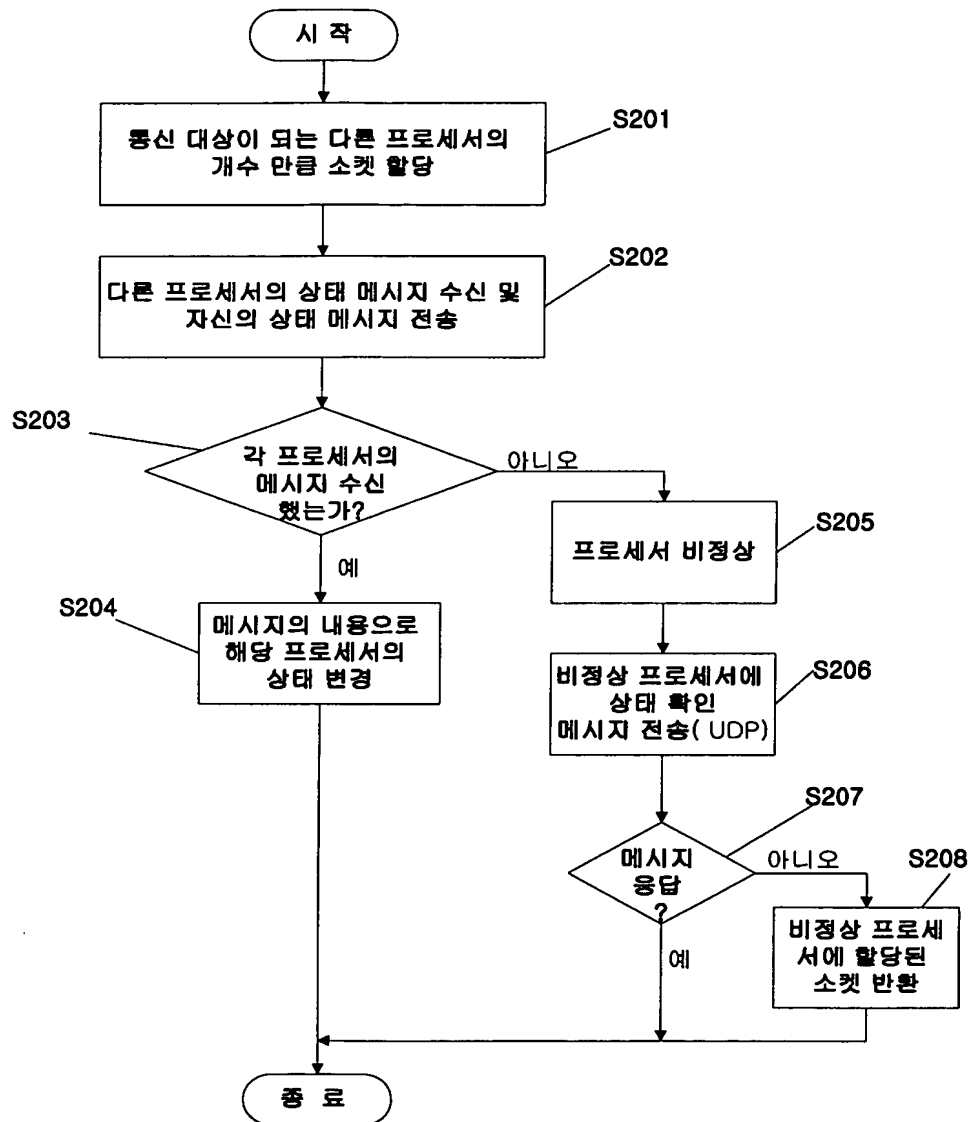 시 작
통신 대상이 되는 다른 프로세서의
개수 만큼 소켓 할당
S201
다른 프로세서의 상태 메시지 수신 및
자신의 상태 메시지 전송
S202
각 프로세서의
메시지 수신
했는가?
S203
아니오
예
프로세서 비정상
S205
메시지의 내용으로
해당 프로세서의
상태 변경
S204
비정상 프로세서에
상태 확인
메시지 전송( UDP)
S206
메시지
응답
?
S207
아니오
예
비정상 프로세
서에 할당된
소켓 반환
S208
종 료